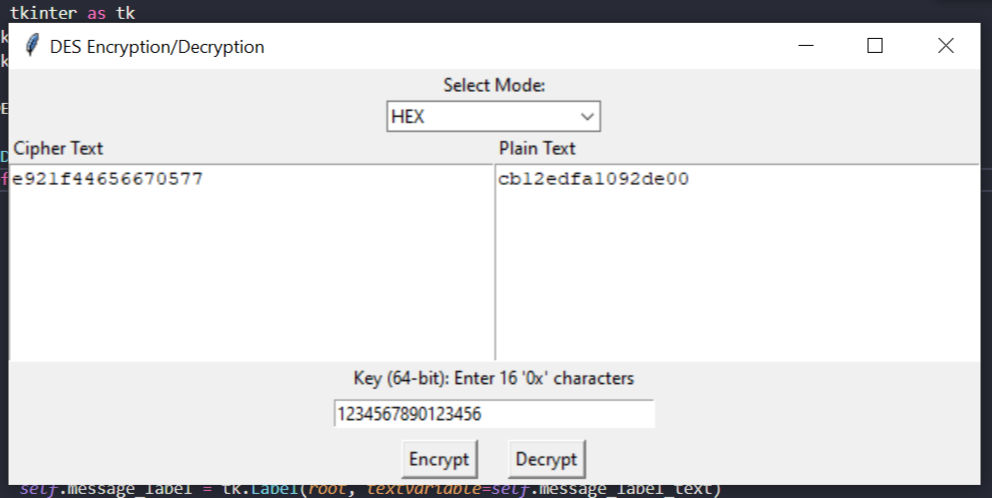 tkinter as tk
DES Encryption/Decryption
Select Mode:
HEX
Cipher Text
Plain Text
e921f44656670577
cb12edfa1092de00
Key (64-bit): Enter 16 '0x' characters
1234567890123456
Encrypt Decrypt
self.message_label = tk.Label(root, textvariable=self.message_label_text)